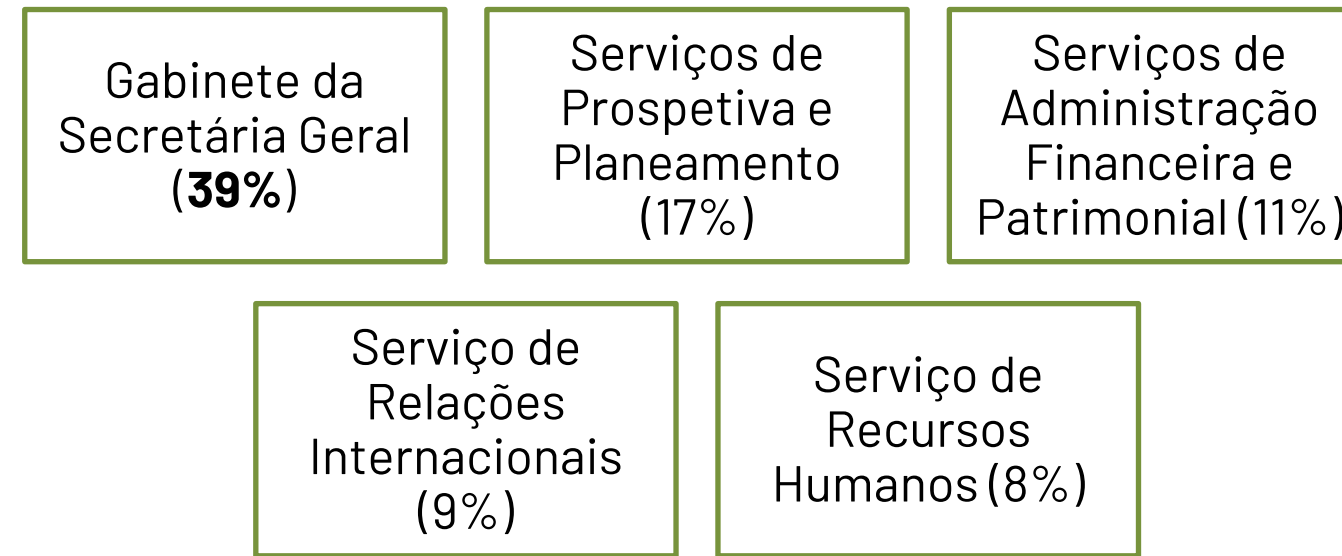 Gabinete da
Secretária Geral
(39%)
Serviços de
Prospetiva e
Planeamento
(17%)
Serviços de
Administração
Financeira e
Patrimonial (11%)
Serviço de
Relações
Internacionais
(9%)
Serviço de
Recursos
Humanos (8%)